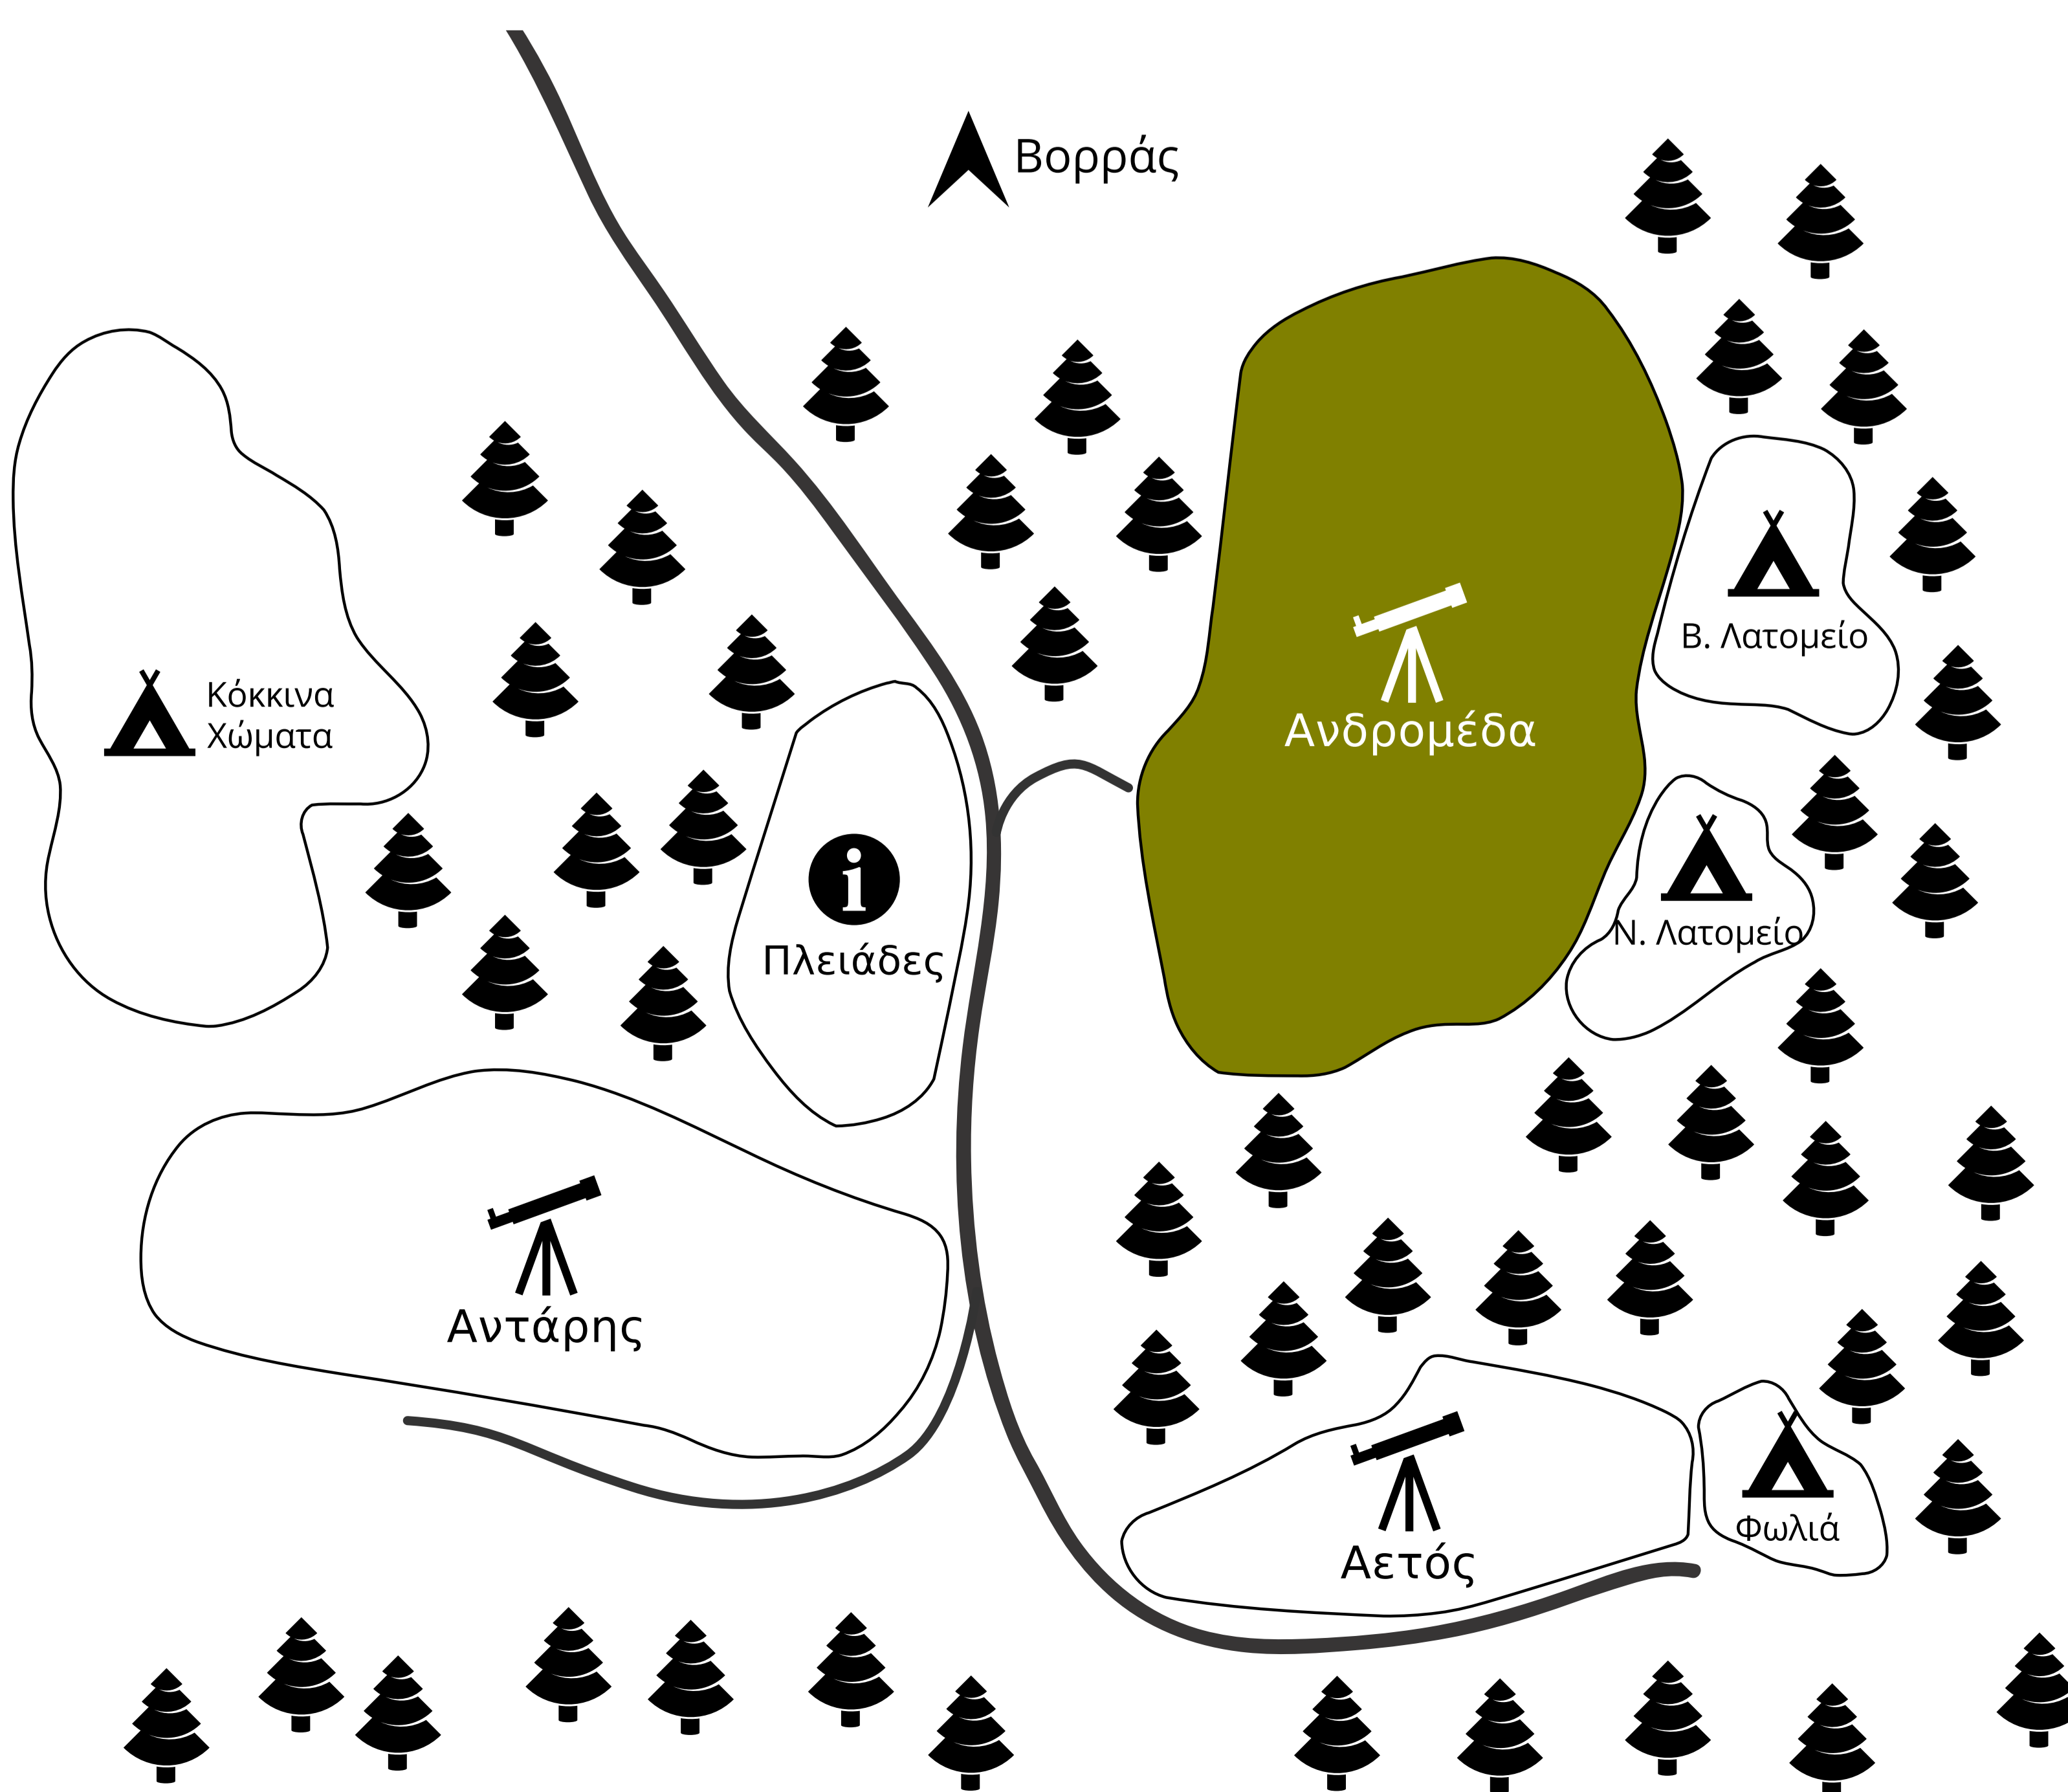 Βορράς
Β. Λατομείο
Κόκκινα
Χώματα
Ανδρομέδα
Ν. Λατομείο
i
Πλειάδες
Αντάρης
Φωλιά
Αετός